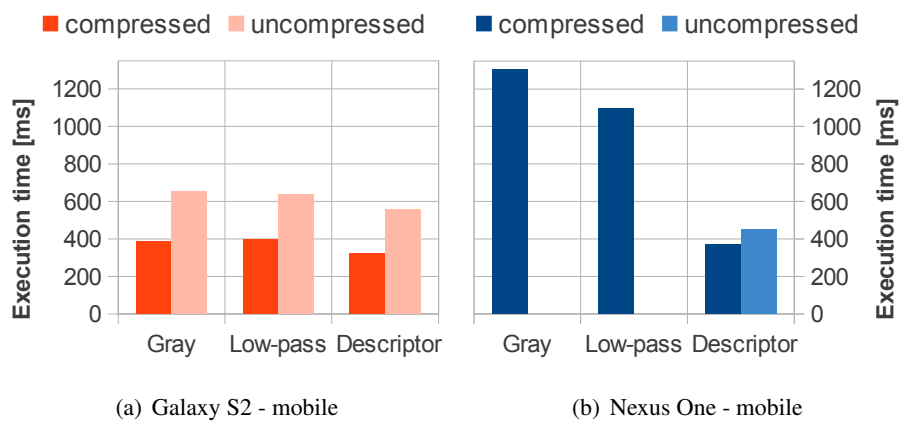 compressed uncompressed
compressed uncompressed
Execution time [ms]
1200
1000
800
600
400
200
0
Gray Low-pass Descriptor
Gray Low-pass Descriptor
1200
1000
800
600
400
200
0
Execution time [ms]
(a) Galaxy S2 - mobile
(b) Nexus One - mobile